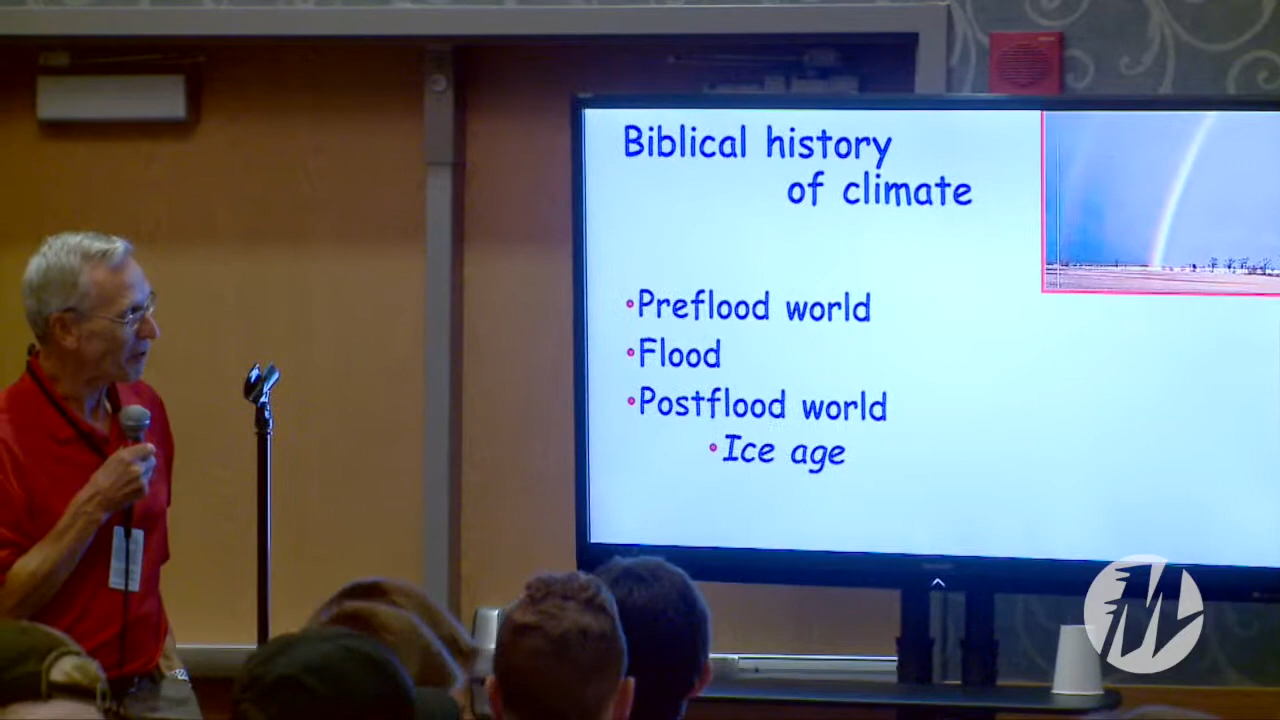 Biblical history
of climate
•Preflood world
•Flood
•Postflood world
•Ice age